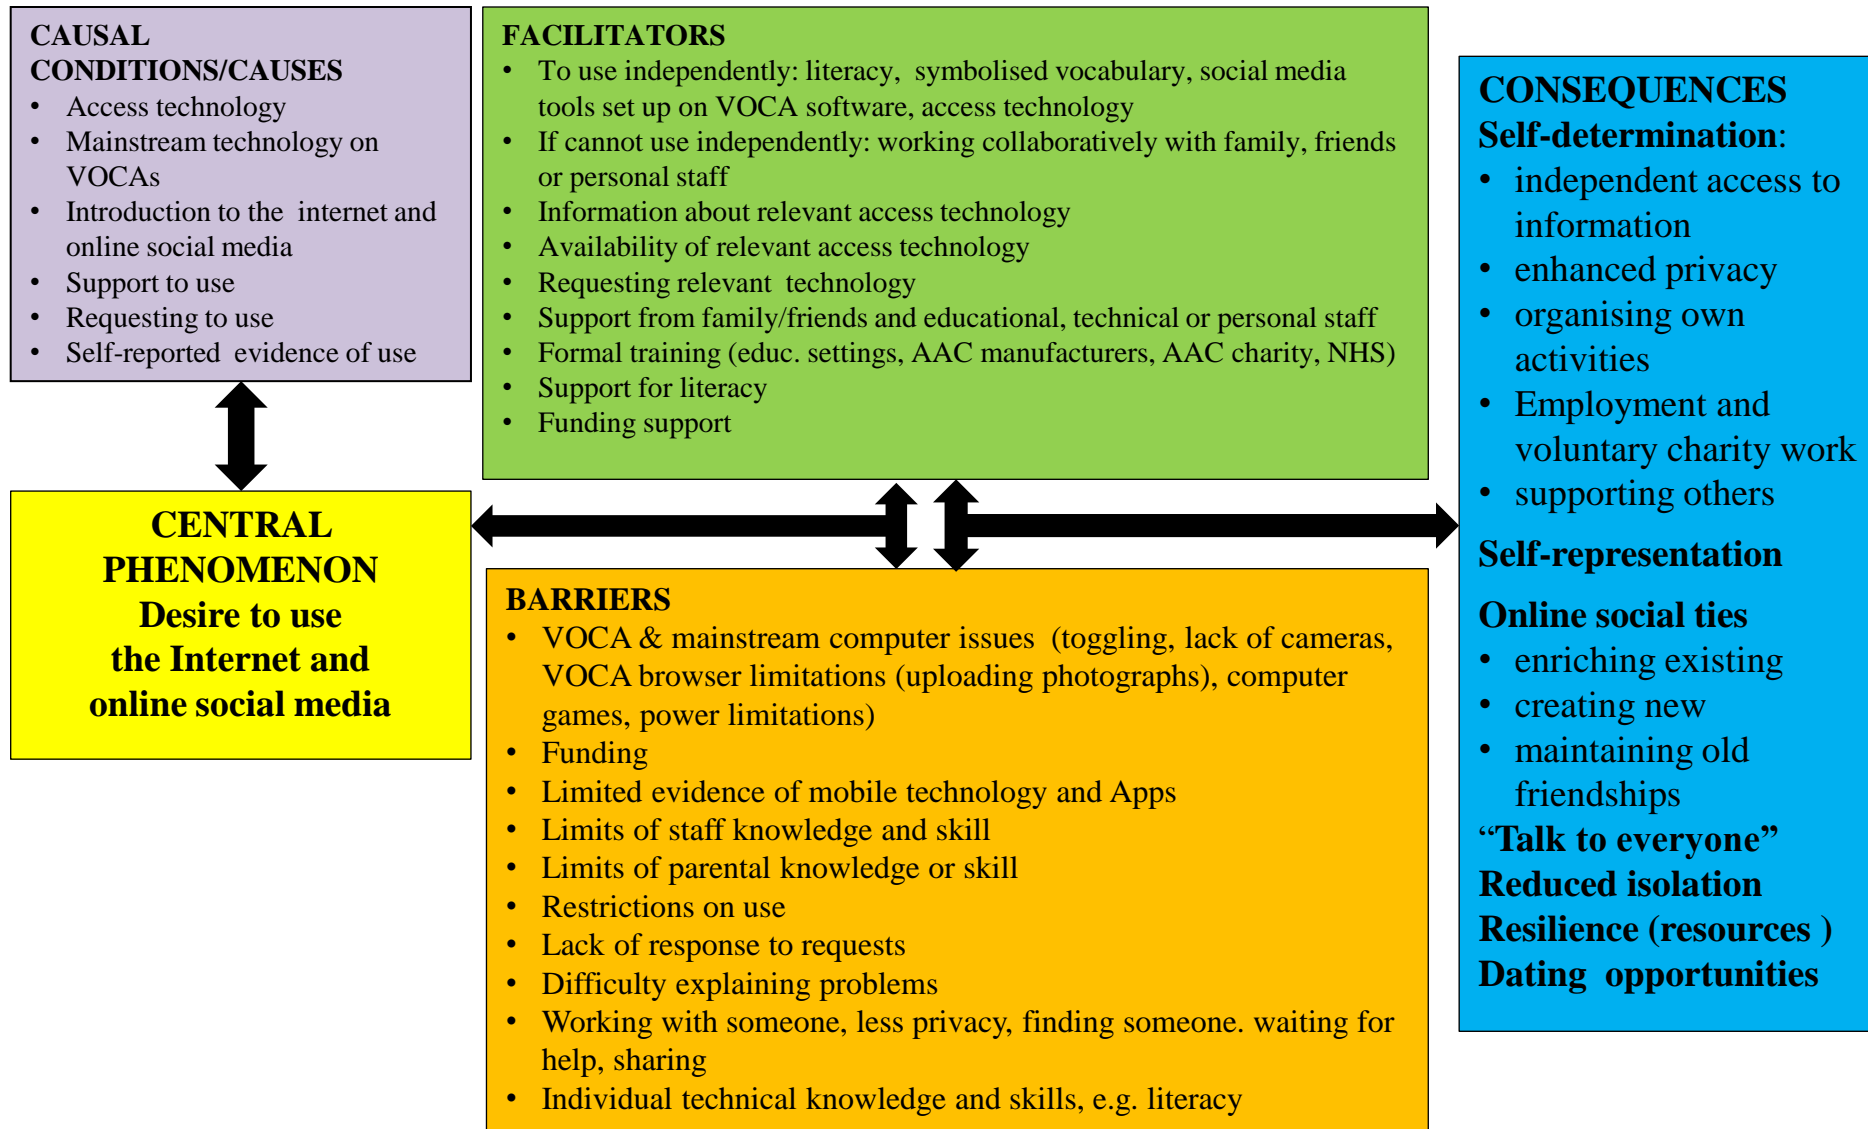 CAUSAL
CONDITIONS/CAUSES
• Access technology
• Mainstream technology on
VOCAs
• Introduction to the internet and
online social media
• Support to use
• Requesting to use
• Self-reported evidence of use
CENTRAL
PHENOMENON
Desire to use
the Internet and
online social media
FACILITATORS
• To use independently: literacy, symbolised vocabulary, social media
tools set up on VOCA software, access technology
• If cannot use independently: working collaboratively with family, friends
or personal staff
• Information about relevant access technology
• Availability of relevant access technology
• Requesting relevant technology
• Support from family/friends and educational, technical or personal staff
• Formal training (educ. settings, AAC manufacturers, AAC charity, NHS)
• Support for literacy
• Funding support
BARRIERS
• VOCA & mainstream computer issues (toggling, lack of cameras,
VOCA browser limitations (uploading photographs), computer
games, power limitations)
• Funding
• Limited evidence of mobile technology and Apps
• Limits of staff knowledge and skill
• Limits of parental knowledge or skill
• Restrictions on use
• Lack of response to requests
• Difficulty explaining problems
• Working with someone, less privacy, finding someone. waiting for
help, sharing
• Individual technical knowledge and skills, e.g. literacy
CONSEQUENCES
Self-determination:
• independent access to
information
• enhanced privacy
• organising own
activities
• Employment and
voluntary charity work
• supporting others
Self-representation
Online social ties
• enriching existing
• creating new
• maintaining old
friendships
“Talk to everyone”
Reduced isolation
Resilience (resources )
Dating opportunities